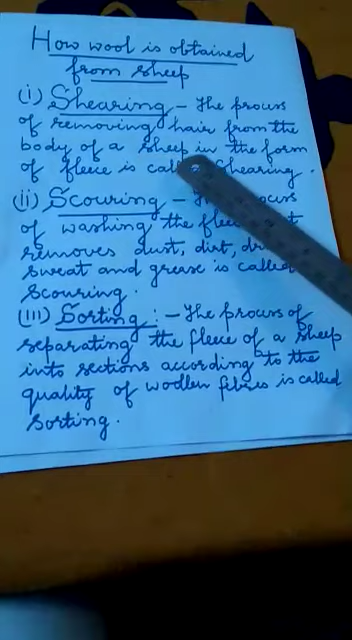 How wool is obtained
from sheep
(i) Shearing - The process
of removing hair from the
body of a sheep in the form
of fleece is called Shearing.
(ii) Scouring - The process
of washing the fleece
removes dust, dirt,
sweat and grease is called
Scouring.
(III) Sorting :- The process of
separating the fleece of a sheep
into sections according to the
quality of woollen fibres is called
Sorting.